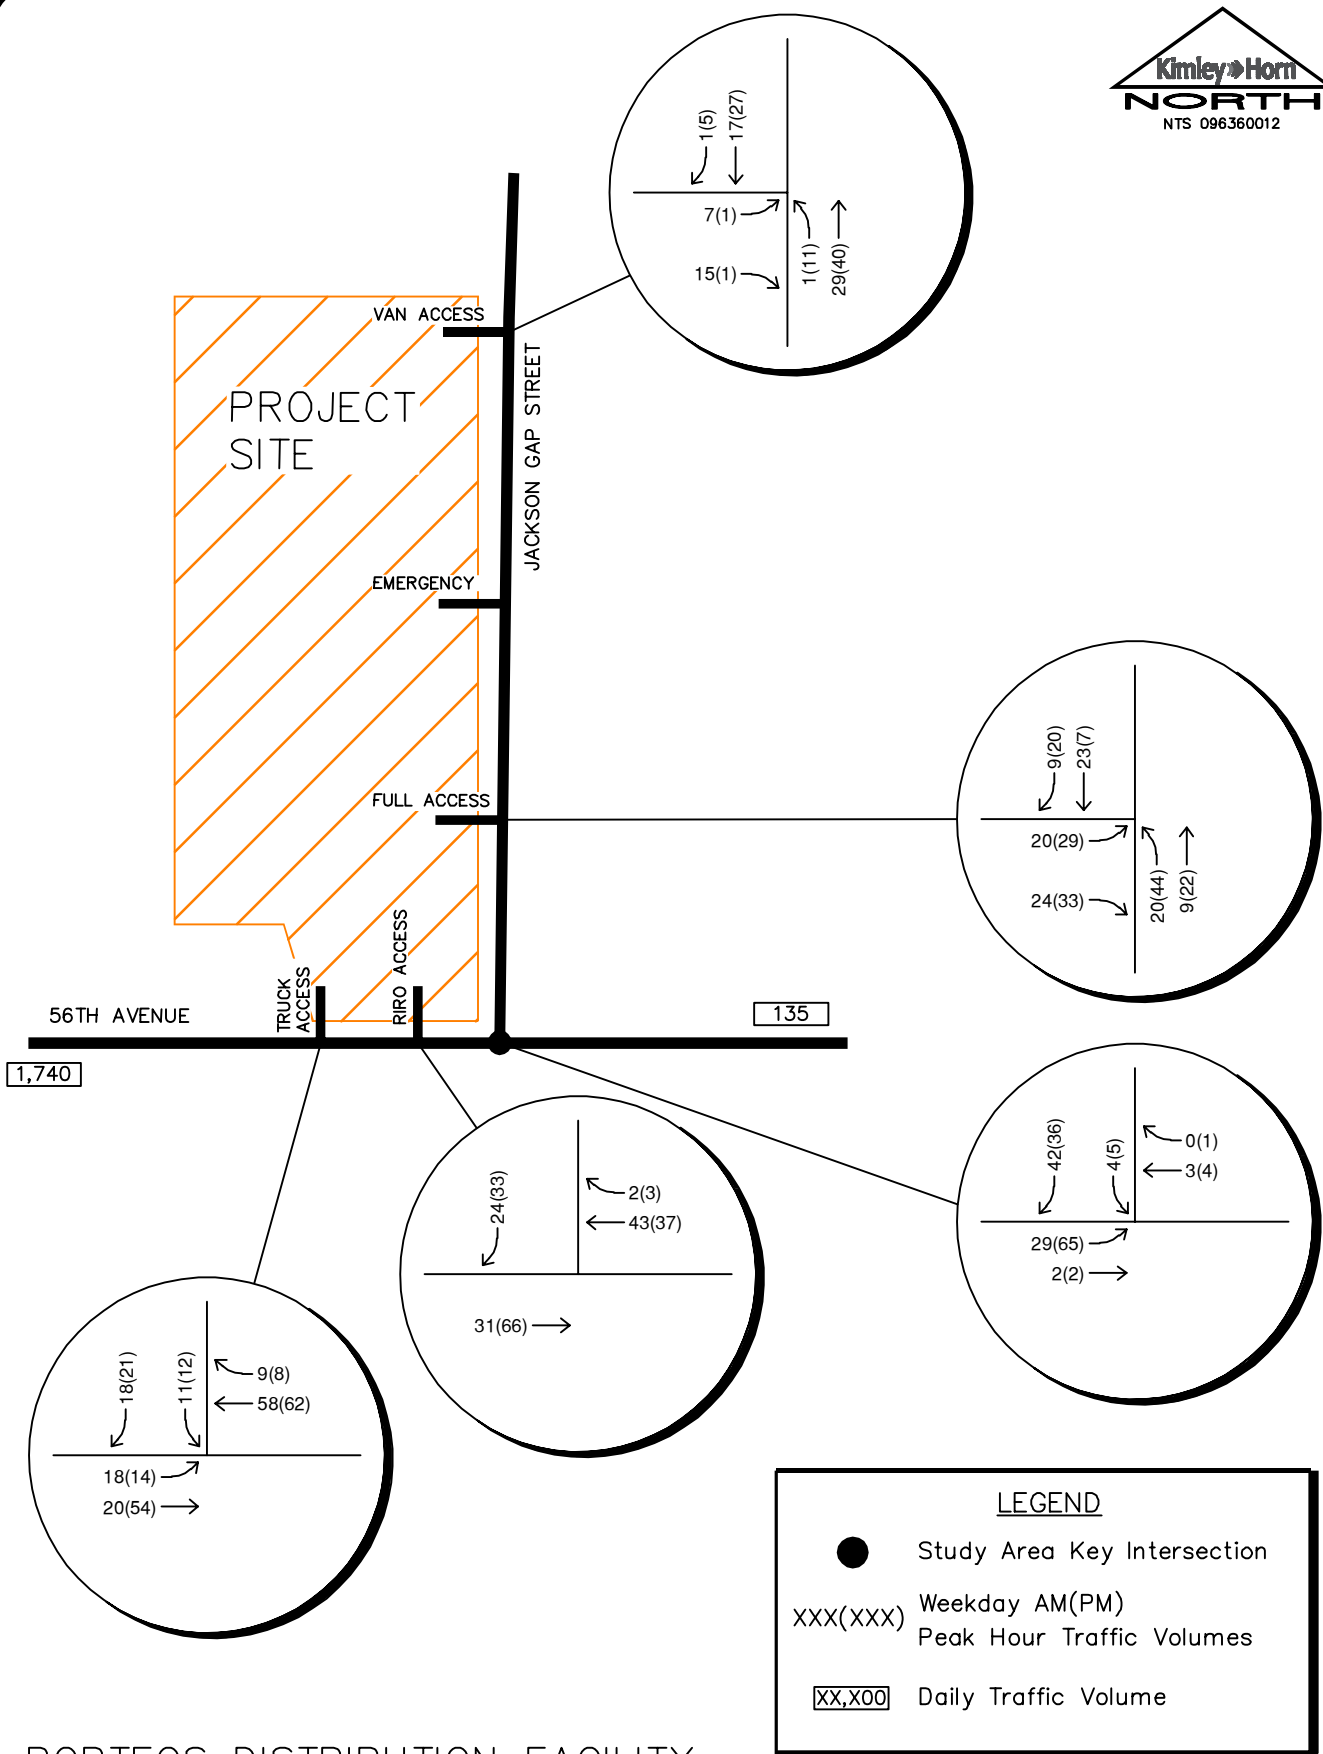 Kimley»Horn
NORTH
NTS 096360012
1(5)
17(27)
7(1)
15(1)
1(11)
29(40)
VAN ACCESS
JACKSON GAP STREET
PROJECT
SITE
EMERGENCY
FULL ACCESS
9(20)
23(7)
20(29)
24(33)
20(44)
9(22)
TRUCK
ACCESS
RIRO ACCESS
56TH AVENUE
135
1,740
42(36)
4(5)
0(1)
3(4)
29(65)
2(2)
24(33)
2(3)
43(37)
31(66)
18(21)
11(12)
9(8)
58(62)
18(14)
20(54)
LEGEND
Study Area Key Intersection
XXX(XXX) Weekday AM(PM)
Peak Hour Traffic Volumes
XX,X00 Daily Traffic Volume
PORTEOS DISTRIBUTION FACILITY